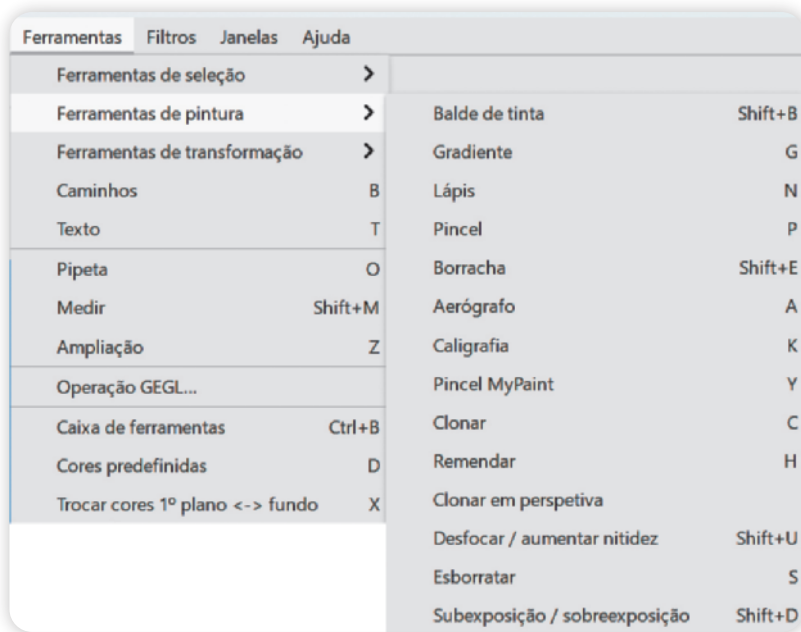 Ferramentas Filtros Janelas Ajuda
Ferramentas de seleção
Ferramentas de pintura
Ferramentas de transformação
Caminhos B
Texto T
Pipeta O
Medir Shift+M
Ampliação Z
Operação GEGL...
Caixa de ferramentas Ctrl+B
Cores predefinidas D
Trocar cores 1º plano <-> fundo X
Balde de tinta Shift+B
Gradiente G
Lápis N
Pincel P
Borracha Shift+E
Aerógrafo A
Caligrafia K
Pincel MyPaint Y
Clonar C
Remendar H
Clonar em perspetiva
Desfocar / aumentar nitidez Shift+U
Esborratar S
Subexposição / sobreexposição Shift+D